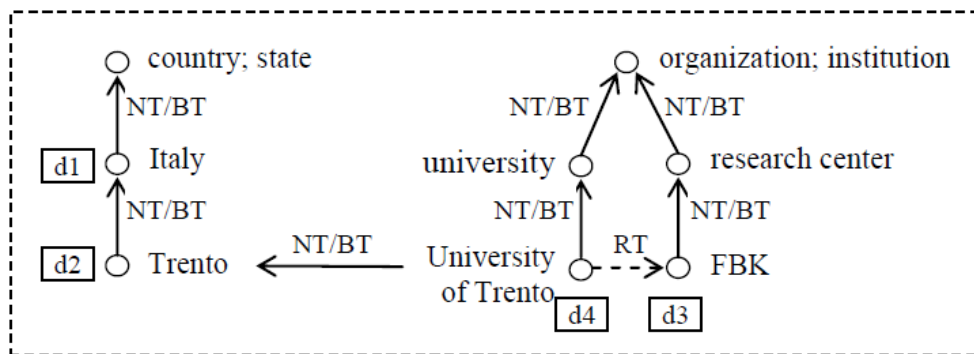 country; state
organization; institution
NT/BT
NT/BT
NT/BT
d1
Italy
university
research center
NT/BT
NT/BT
NT/BT
d2
Trento
NT/BT
University
of Trento
RT
FBK
d4
d3